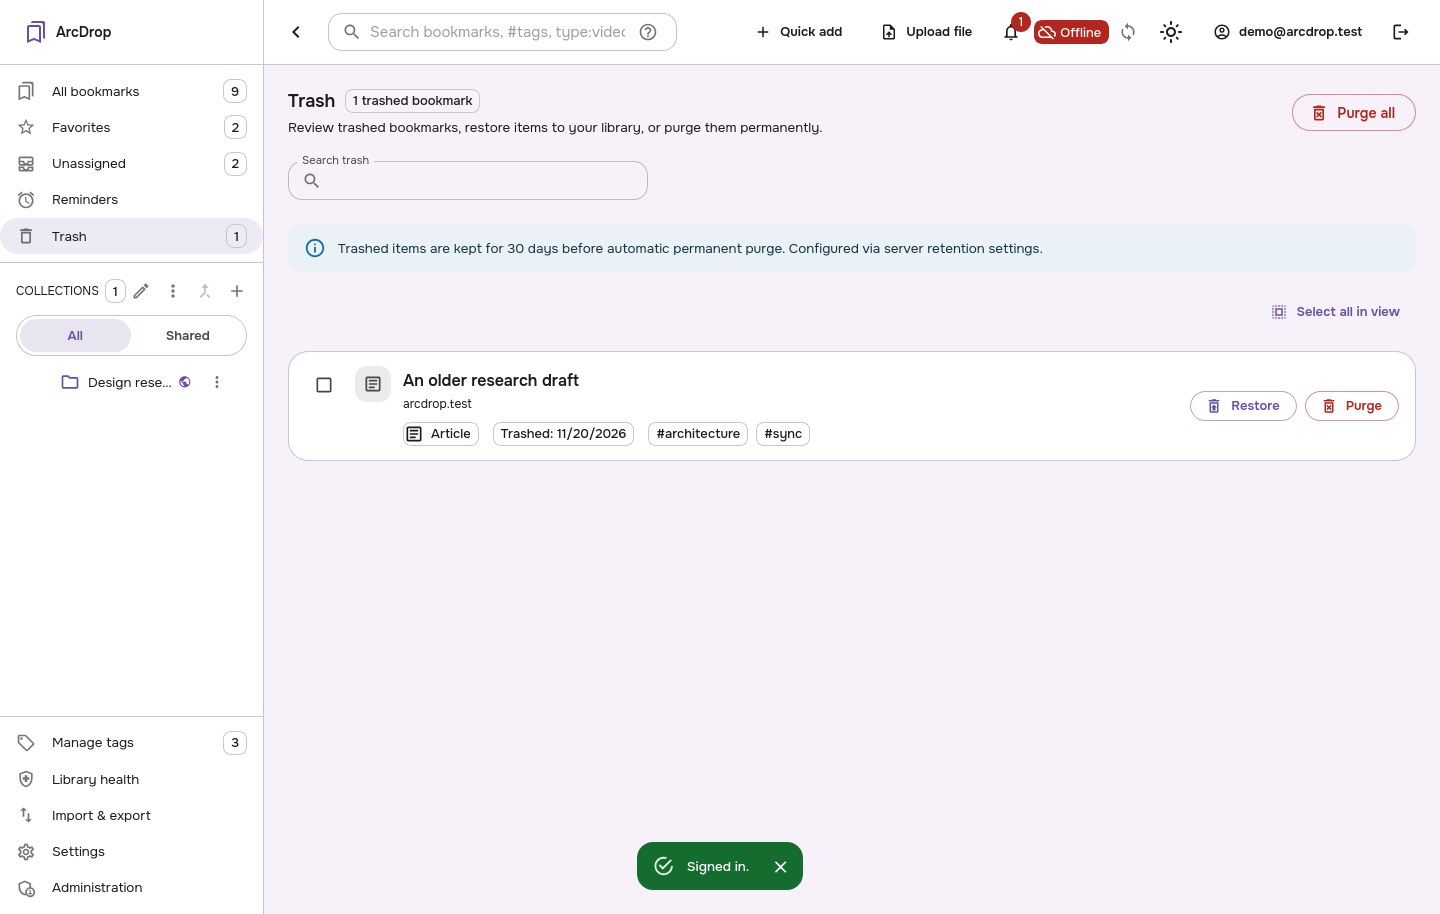 ArcDrop
Search bookmarks, #tags, type:video
Quick add
Upload file
1
Offline
demo@arcdrop.test
All bookmarks 9
Favorites 2
Unassigned 2
Reminders
Trash 1
COLLECTIONS 1
All Shared
Design rese...
Manage tags 3
Library health
Import & export
Settings
Administration
Trash 1 trashed bookmark
Review trashed bookmarks, restore items to your library, or purge them permanently.
Purge all
Search trash
Trashed items are kept for 30 days before automatic permanent purge. Configured via server retention settings.
Select all in view
An older research draft
arcdrop.test
Article Trashed: 11/20/2026 #architecture #sync
Restore Purge
Signed in.